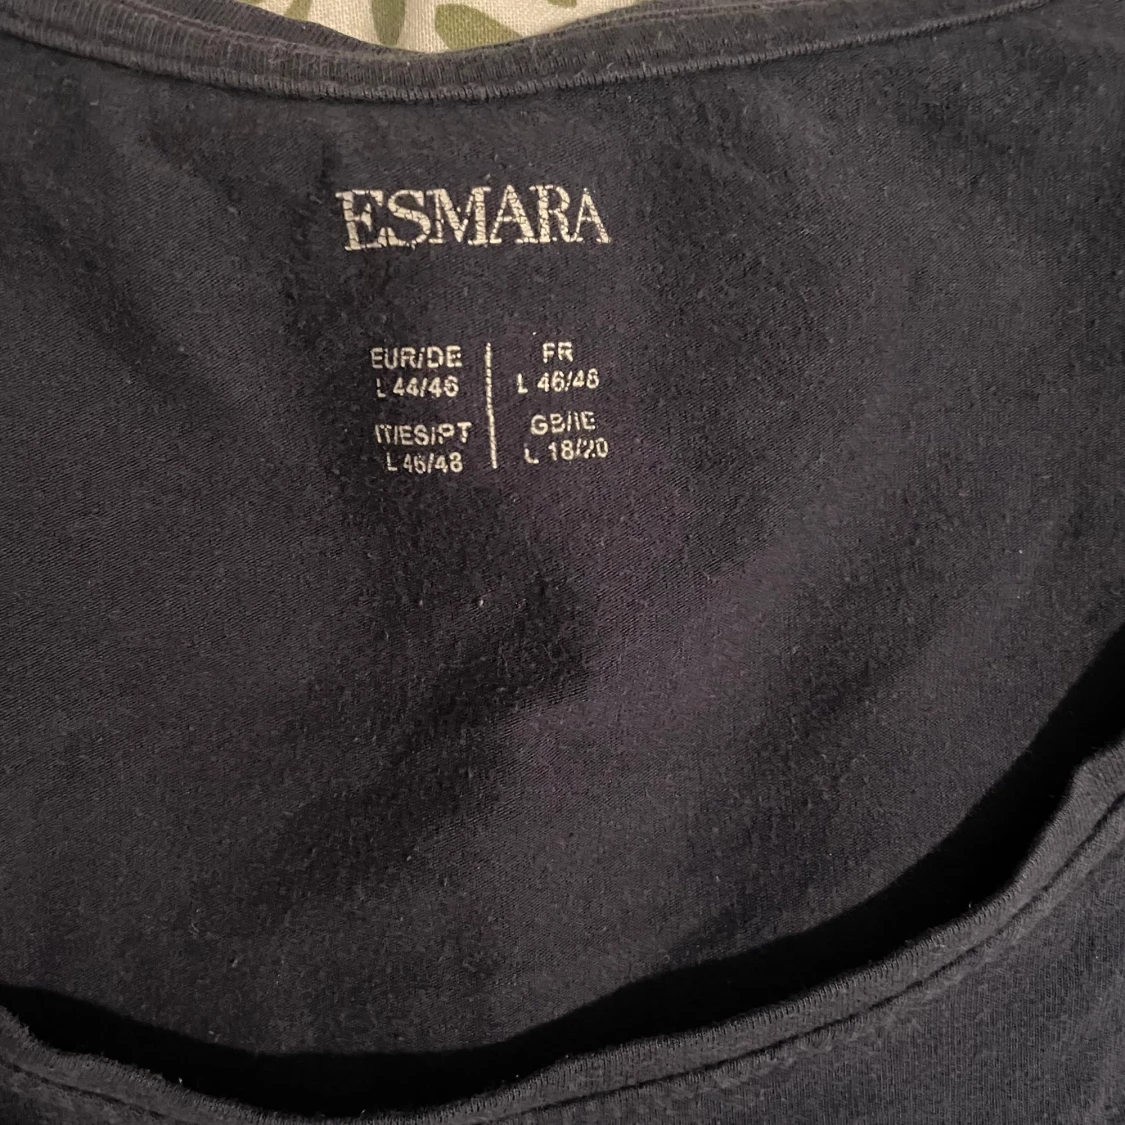 ESMARA
EUR/DE
L 44/46
FR
L 46/48
IT/ES/PT
L 46/48
GB/IE
L 18/20